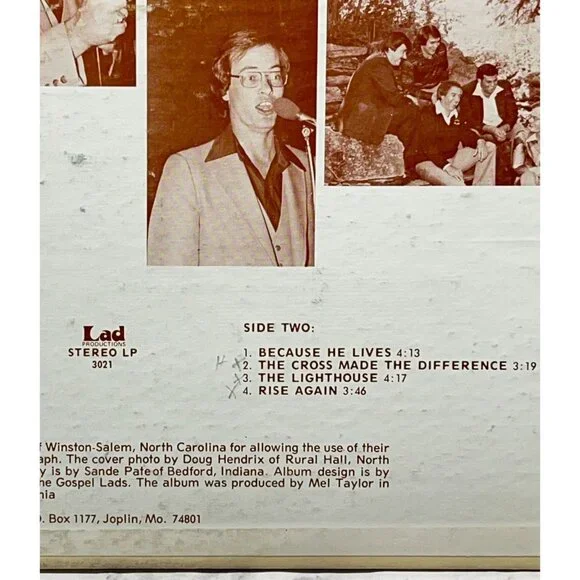 Lad
PRODUCTIONS
STEREO LP
3021
SIDE TWO:
1. BECAUSE HE LIVES 4:13
2. THE CROSS MADE THE DIFFERENCE 3:19
3. THE LIGHTHOUSE 4:17
4. RISE AGAIN 3:46
f Winston-Salem, North Carolina for allowing the use of their
aph. The cover photo by Doug Hendrix of Rural Hall, North
y is by Sande Pate of Bedford, Indiana. Album design is by
he Gospel Lads. The album was produced by Mel Taylor in
nia
O. Box 1177, Joplin, Mo. 74801